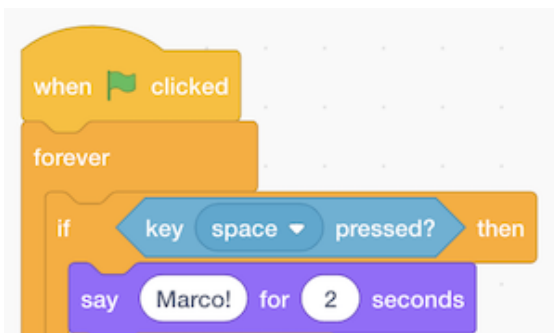 when clicked
forever
if key space pressed? then
say Marco! for 2 seconds